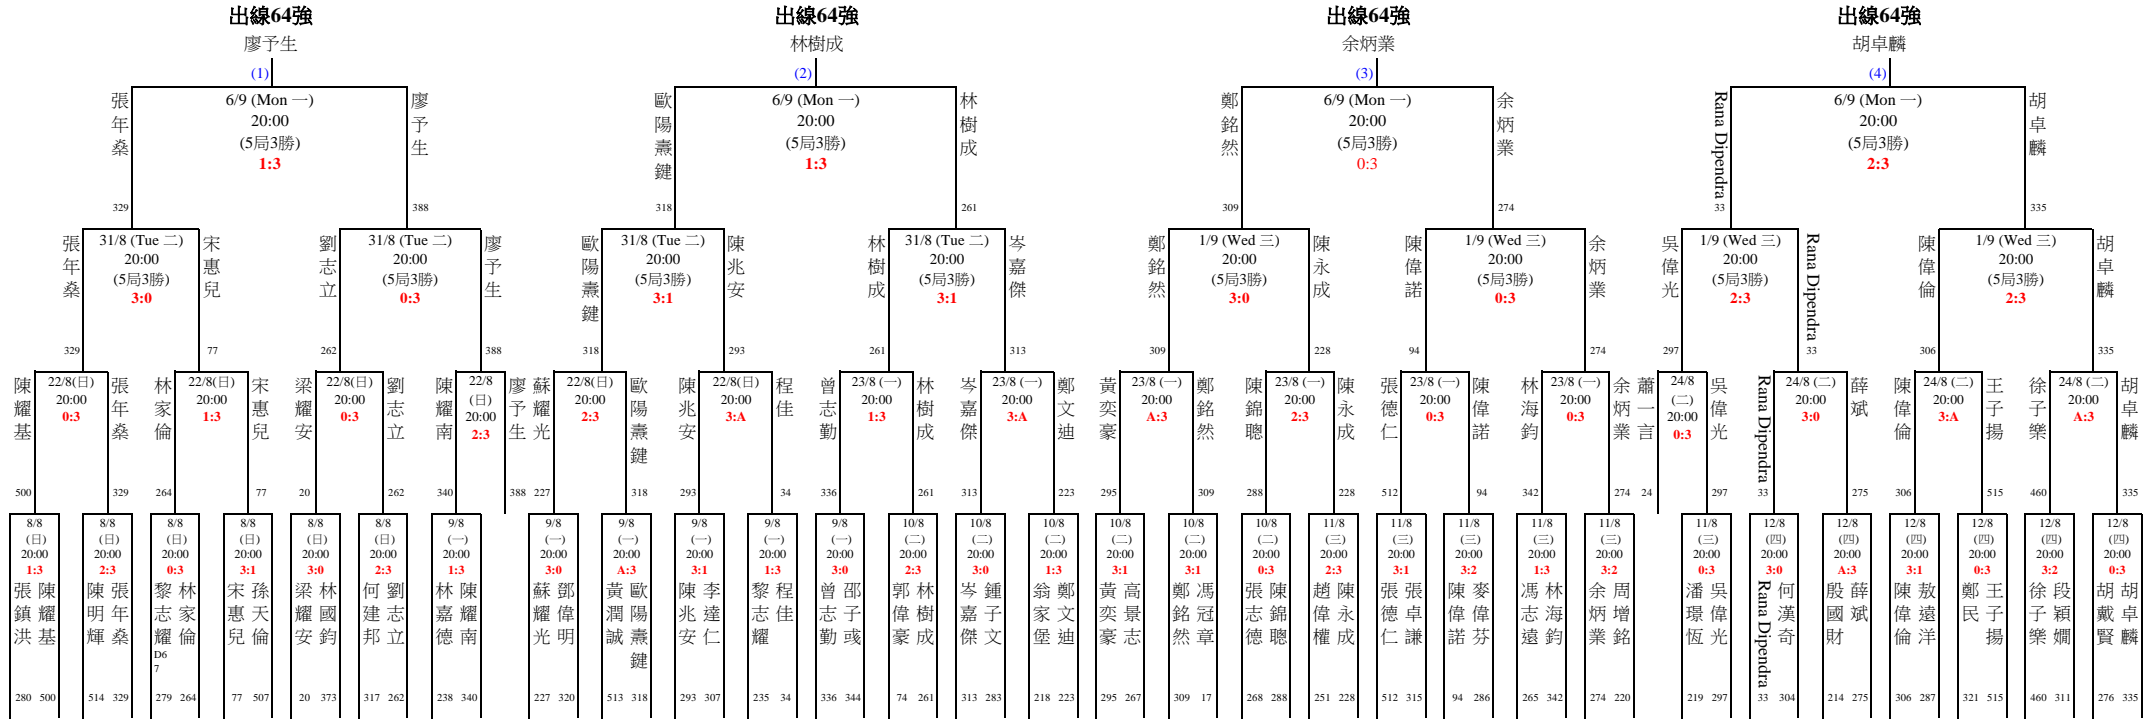 出線64強 出線64強 出線64強 出線64強
廖予生 林樹成 余炳業 胡卓麟
(1) (2) (3) (4)
張年燊 6/9 (Mon 一) 廖予生 歐陽燾鍵 6/9 (Mon 一) 林樹成 鄭銘然 6/9 (Mon 一) 余炳業 Rana Dipendra 6/9 (Mon 一) 胡卓麟
20:00 20:00 20:00 20:00
(5局3勝) (5局3勝) (5局3勝) (5局3勝)
1:3 1:3 0:3 2:3
329 388 318 261 309 274 33 335
張年燊 31/8 (Tue 二) 宋惠兒 劉志立 31/8 (Tue 二) 廖予生 歐陽燾鍵 31/8 (Tue 二) 陳兆安 林樹成 31/8 (Tue 二) 岑嘉傑 鄭銘然 1/9 (Wed 三) 陳永成 陳偉諾 1/9 (Wed 三) 余炳業 吳偉光 1/9 (Wed 三) Rana Dipendra 陳偉倫 1/9 (Wed 三) 胡卓麟
20:00 20:00 20:00 20:00 20:00 20:00 20:00 20:00
(5局3勝) (5局3勝) (5局3勝) (5局3勝) (5局3勝) (5局3勝) (5局3勝) (5局3勝)
3:0 0:3 3:1 3:1 3:0 0:3 2:3 2:3
329 77 262 388 318 293 261 313 309 228 94 274 297 33 306 335
陳耀基 22/8(日) 張年燊 林家倫 22/8(日) 宋惠兒 梁耀安 22/8(日) 劉志立 陳耀南 22/8 (日) 廖予生 蘇耀光 22/8(日) 歐陽燾鍵 陳兆安 22/8(日) 程佳 曾志勤 23/8 (一) 林樹成 岑嘉傑 23/8 (一) 鄭文迪 黃奕豪 23/8 (一) 鄭銘然 陳錦聰 23/8 (一) 陳永成 張德仁 23/8 (一) 陳偉諾 林海鈞 23/8 (一) 余炳業 蕭一言 24/8 (二) 吳偉光 Rana Dipendra 24/8 (二) 薛斌 陳偉倫 24/8 (二) 王子揚 徐子樂 24/8 (二) 胡卓麟
20:00 20:00 20:00 20:00 20:00 20:00 20:00 20:00 20:00 20:00 20:00 20:00 20:00 20:00 20:00 20:00
0:3 1:3 0:3 2:3 2:3 3:A 1:3 3:A A:3 2:3 0:3 0:3 0:3 3:0 3:A A:3
500 329 264 77 20 262 340 388 227 318 293 34 336 261 313 223 295 309 288 228 512 94 342 274 24 297 33 275 306 515 460 335
8/8 8/8 8/8 8/8 8/8 8/8 9/8 9/8 9/8 9/8 9/8 9/8 10/8 10/8 10/8 10/8 10/8 10/8 11/8 11/8 11/8 11/8 11/8 11/8 12/8 12/8 12/8 12/8 12/8 12/8
(日) (日) (日) (日) (日) (日) (一) (一) (一) (一) (一) (一) (二) (二) (二) (二) (二) (二) (三) (三) (三) (三) (三) (三) (四) (四) (四) (四) (四) (四)
20:00 20:00 20:00 20:00 20:00 20:00 20:00 20:00 20:00 20:00 20:00 20:00 20:00 20:00 20:00 20:00 20:00 20:00 20:00 20:00 20:00 20:00 20:00 20:00 20:00 20:00 20:00 20:00 20:00 20:00
1:3 2:3 0:3 3:1 3:0 2:3 1:3 3:0 A:3 3:1 1:3 3:0 2:3 3:0 1:3 3:1 3:1 0:3 2:3 3:1 3:2 1:3 3:2 0:3 3:0 A:3 3:1 0:3 3:2 0:3
張鎮洪 陳耀基 陳明輝 張年燊 黎志耀 林家倫 宋惠兒 孫天倫 梁耀安 林國鈞 何建邦 劉志立 林嘉德 陳耀南 蘇耀光 鄧偉明 黃潤誠 歐陽燾鍵 陳兆安 李達仁 黎志耀 程佳 曾志勤 邵子彧 郭偉豪 林樹成 岑嘉傑 鍾子文 翁家堡 鄭文迪 黃奕豪 高景志 鄭銘然 馮冠章 張志德 陳錦聰 趙偉權 陳永成 張德仁 張卓謙 陳偉諾 麥偉芬 馮志遠 林海鈞 余炳業 周增銘 潘璟恆 吳偉光 Rana Dipendra 何漢奇 殷國財 薛斌 陳偉倫 敖遠洋 鄭民 王子揚 徐子樂 段穎嫻 胡戴賢 胡卓麟
D6
7
280 500 514 329 279 264 77 507 20 373 317 262 238 340 227 320 513 318 293 307 235 34 336 344 74 261 313 283 218 223 295 267 309 17 268 288 251 228 512 315 94 286 265 342 274 220 219 297 33 304 214 275 306 287 321 515 460 311 276 335